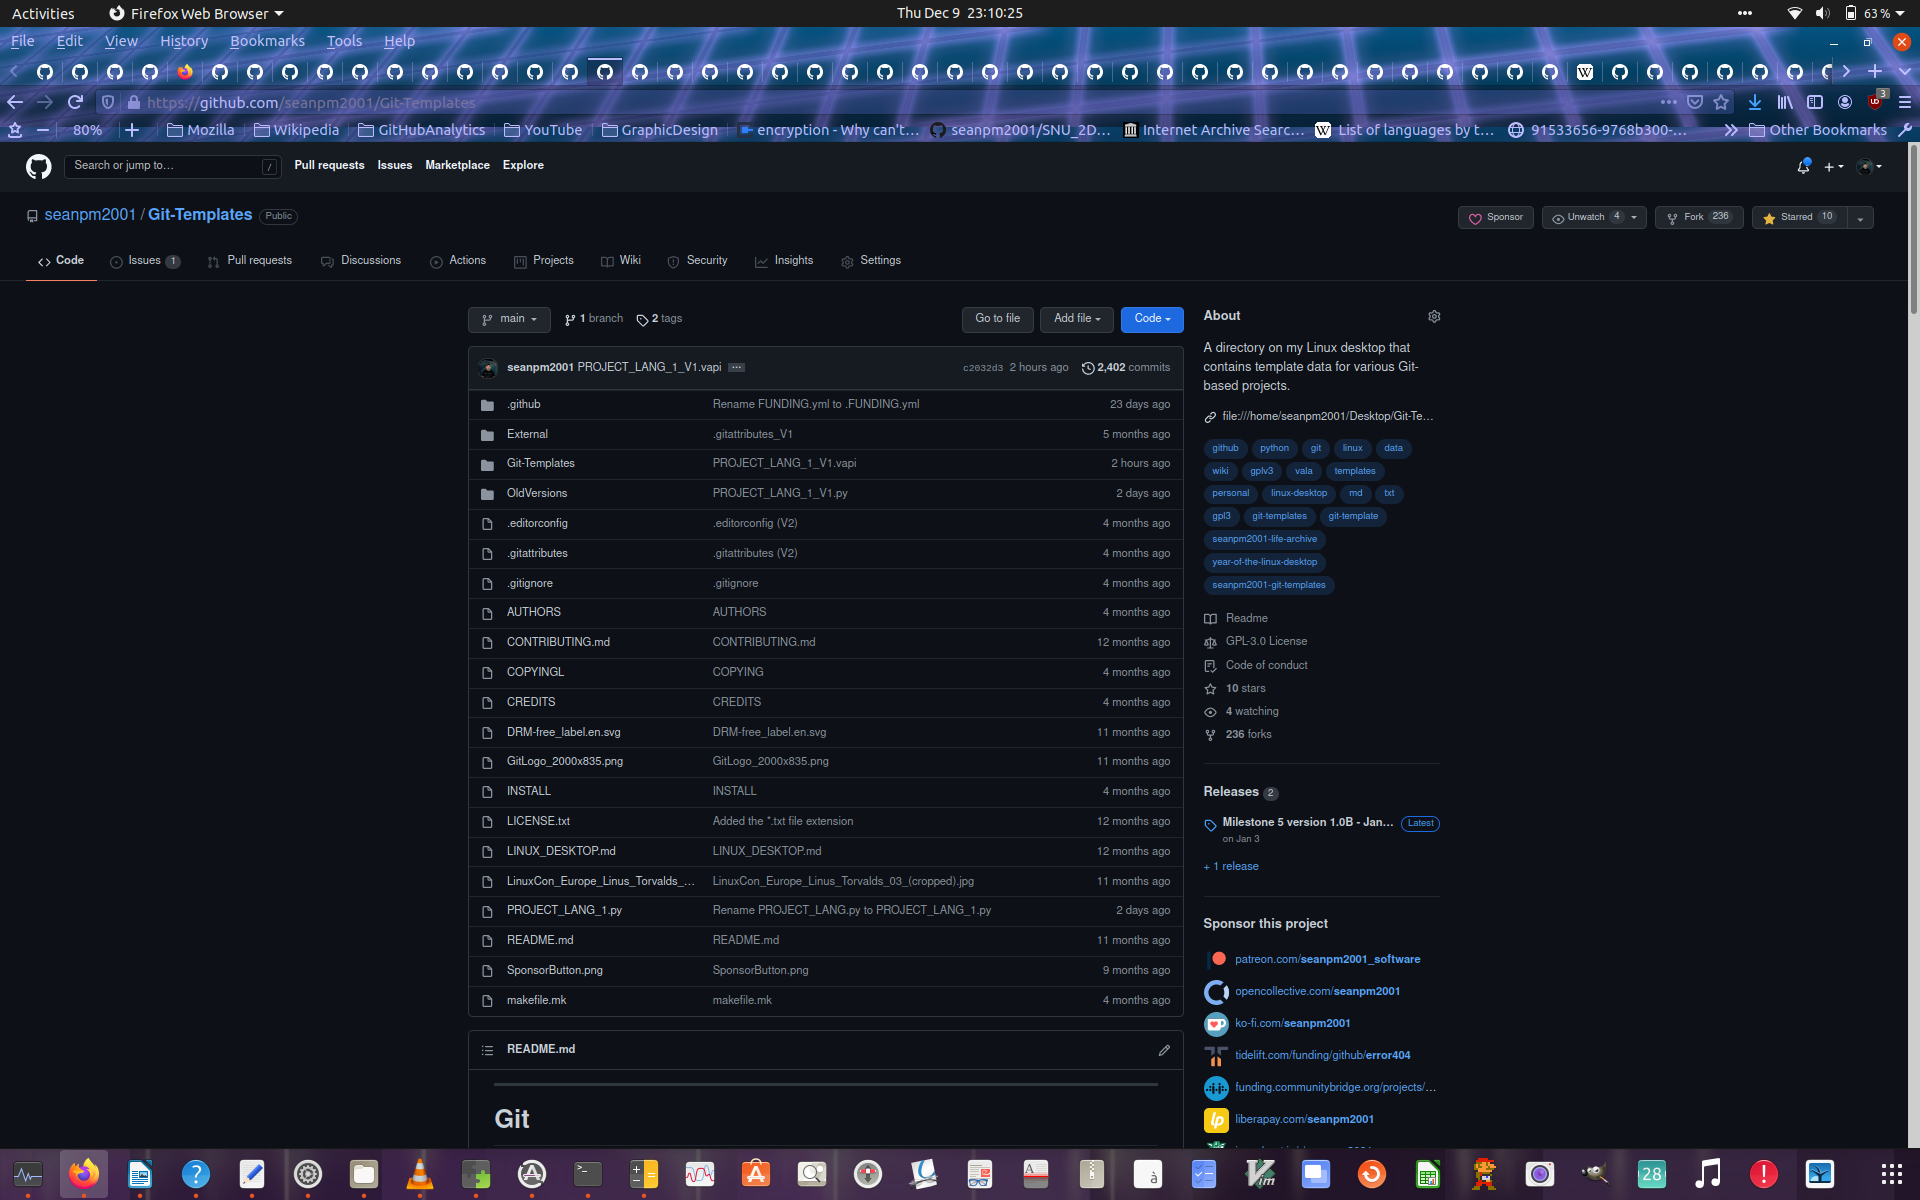 Activities Firefox Web Browser Thu Dec 9 23:10:25 63 %
File Edit View History Bookmarks Tools Help
https://github.com/seanpm2001/Git-Templates 3
80% Mozilla Wikipedia GitHubAnalytics YouTube GraphicDesign encryption - Why can't... seanpm2001/SNU_2D... Internet Archive Searc... List of languages by t... 91533656-9768b300-... Other Bookmarks
Search or jump to... / Pull requests Issues Marketplace Explore
seanpm2001 / Git-Templates Public Sponsor Unwatch 4 Fork 236 Starred 10
Code Issues 1 Pull requests Discussions Actions Projects Wiki Security Insights Settings
main 1 branch 2 tags Go to file Add file Code
seanpm2001 PROJECT_LANG_1_V1.vapi ... c2032d3 2 hours ago 2,402 commits
.github Rename FUNDING.yml to .FUNDING.yml 23 days ago
External .gitattributes_V1 5 months ago
Git-Templates PROJECT_LANG_1_V1.vapi 2 hours ago
OldVersions PROJECT_LANG_1_V1.py 2 days ago
.editorconfig .editorconfig (V2) 4 months ago
.gitattributes .gitattributes (V2) 4 months ago
.gitignore .gitignore 4 months ago
AUTHORS AUTHORS 4 months ago
CONTRIBUTING.md CONTRIBUTING.md 12 months ago
COPYINGL COPYING 4 months ago
CREDITS CREDITS 4 months ago
DRM-free_label.en.svg DRM-free_label.en.svg 11 months ago
GitLogo_2000x835.png GitLogo_2000x835.png 11 months ago
INSTALL INSTALL 4 months ago
LICENSE.txt Added the *.txt file extension 12 months ago
LINUX_DESKTOP.md LINUX_DESKTOP.md 12 months ago
LinuxCon_Europe_Linus_Torvalds_... LinuxCon_Europe_Linus_Torvalds_03_(cropped).jpg 11 months ago
PROJECT_LANG_1.py Rename PROJECT_LANG.py to PROJECT_LANG_1.py 2 days ago
README.md README.md 11 months ago
SponsorButton.png SponsorButton.png 9 months ago
makefile.mk makefile.mk 4 months ago
README.md
Git
About
A directory on my Linux desktop that
contains template data for various Git-
based projects.
file:///home/seanpm2001/Desktop/Git-Te...
github python git linux data
wiki gplv3 vala templates
personal linux-desktop md txt
gpl3 git-templates git-template
seanpm2001-life-archive
year-of-the-linux-desktop
seanpm2001-git-templates
Readme
GPL-3.0 License
Code of conduct
10 stars
4 watching
236 forks
Releases 2
Milestone 5 version 1.0B - Jan... Latest
on Jan 3
+ 1 release
Sponsor this project
patreon.com/seanpm2001_software
opencollective.com/seanpm2001
ko-fi.com/seanpm2001
tidelift.com/funding/github/error404
funding.communitybridge.org/projects/...
liberapay.com/seanpm2001
28